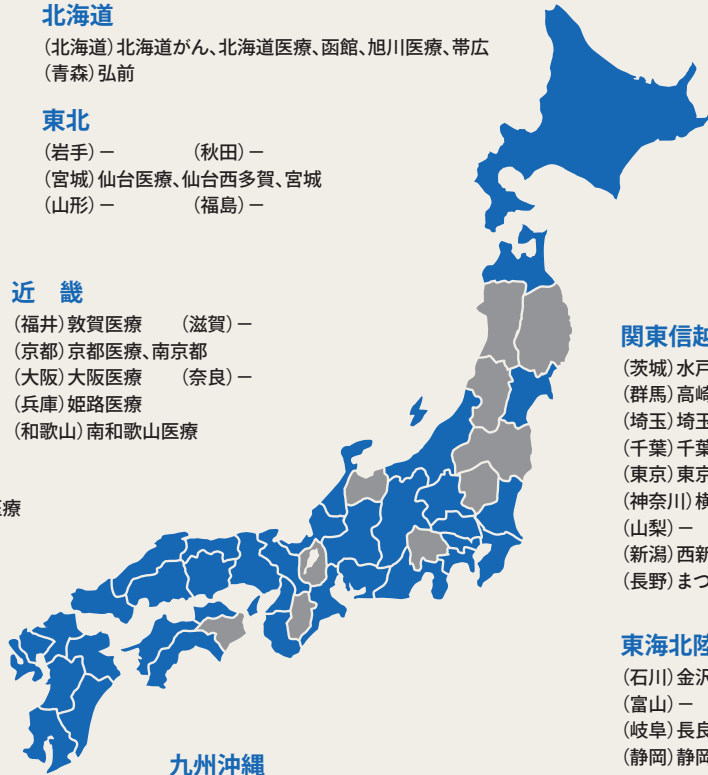 北海道
(北海道)北海道がん、北海道医療、函館、旭川医療、帯広
(青森)弘前
東北
(岩手)ー (秋田)ー
(宮城)仙台医療、仙台西多賀、宮城
(山形)ー (福島)ー
近 畿
(福井)敦賀医療 (滋賀)ー
(京都)京都医療、南京都
(大阪)大阪医療 (奈良)ー
(兵庫)姫路医療
(和歌山)南和歌山医療
療
関東信越
(茨城)水戸
(群馬)高崎
(埼玉)埼玉
(千葉)千葉
(東京)東京
(神奈川)横
(山梨)ー
(新潟)西新
(長野)まつ
東海北陸
(石川)金沢
(富山)ー
(岐阜)長良
(静岡)静岡
九州沖縄